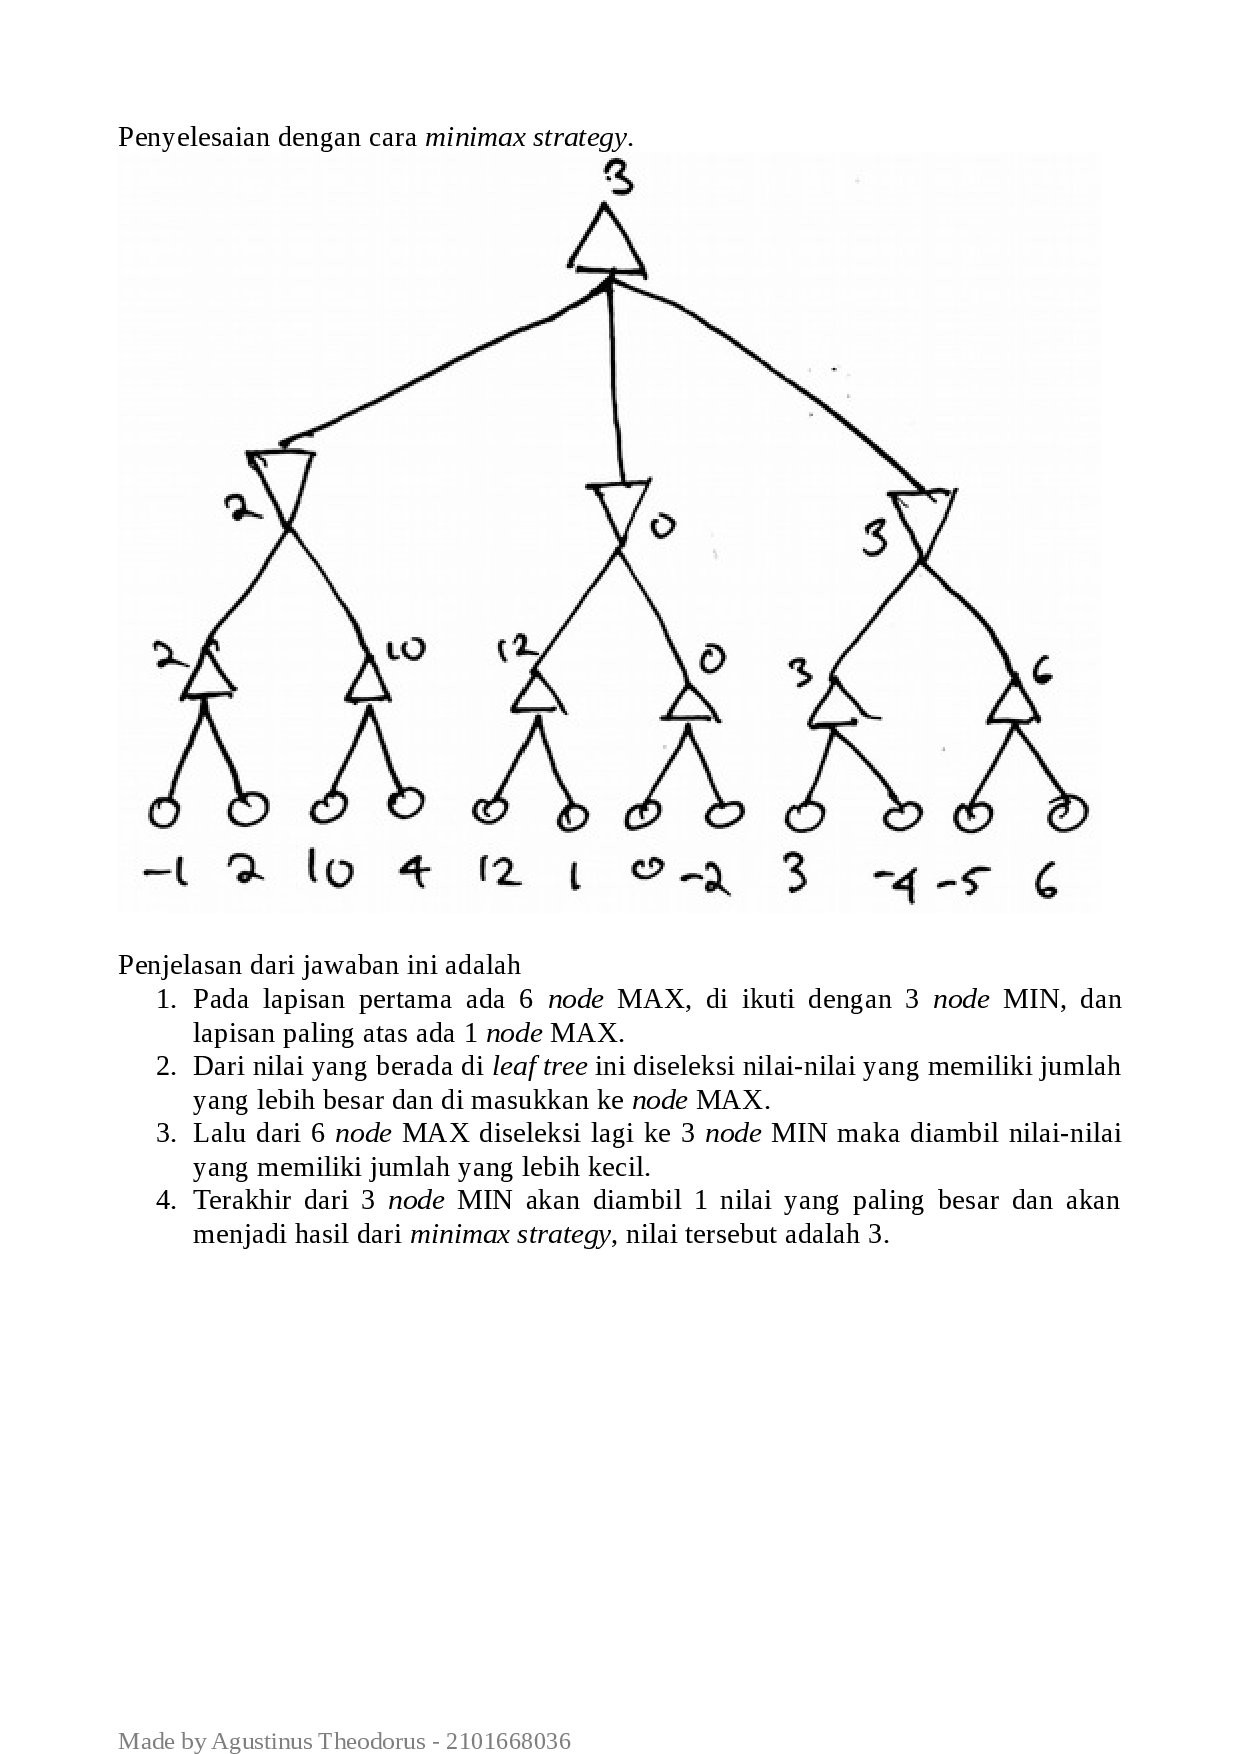 Penyelesaian dengan cara minimax strategy.
3
2
0
3
2
10
12
0
3
6
-1 2 10 4 12 1 0 -2 3 -4 -5 6
Penjelasan dari jawaban ini adalah
1. Pada lapisan pertama ada 6 node MAX, di ikuti dengan 3 node MIN, dan
lapisan paling atas ada 1 node MAX.
2. Dari nilai yang berada di leaf tree ini diseleksi nilai-nilai yang memiliki jumlah
yang lebih besar dan di masukkan ke node MAX.
3. Lalu dari 6 node MAX diseleksi lagi ke 3 node MIN maka diambil nilai-nilai
yang memiliki jumlah yang lebih kecil.
4. Terakhir dari 3 node MIN akan diambil 1 nilai yang paling besar dan akan
menjadi hasil dari minimax strategy, nilai tersebut adalah 3.
Made by Agustinus Theodorus - 2101668036